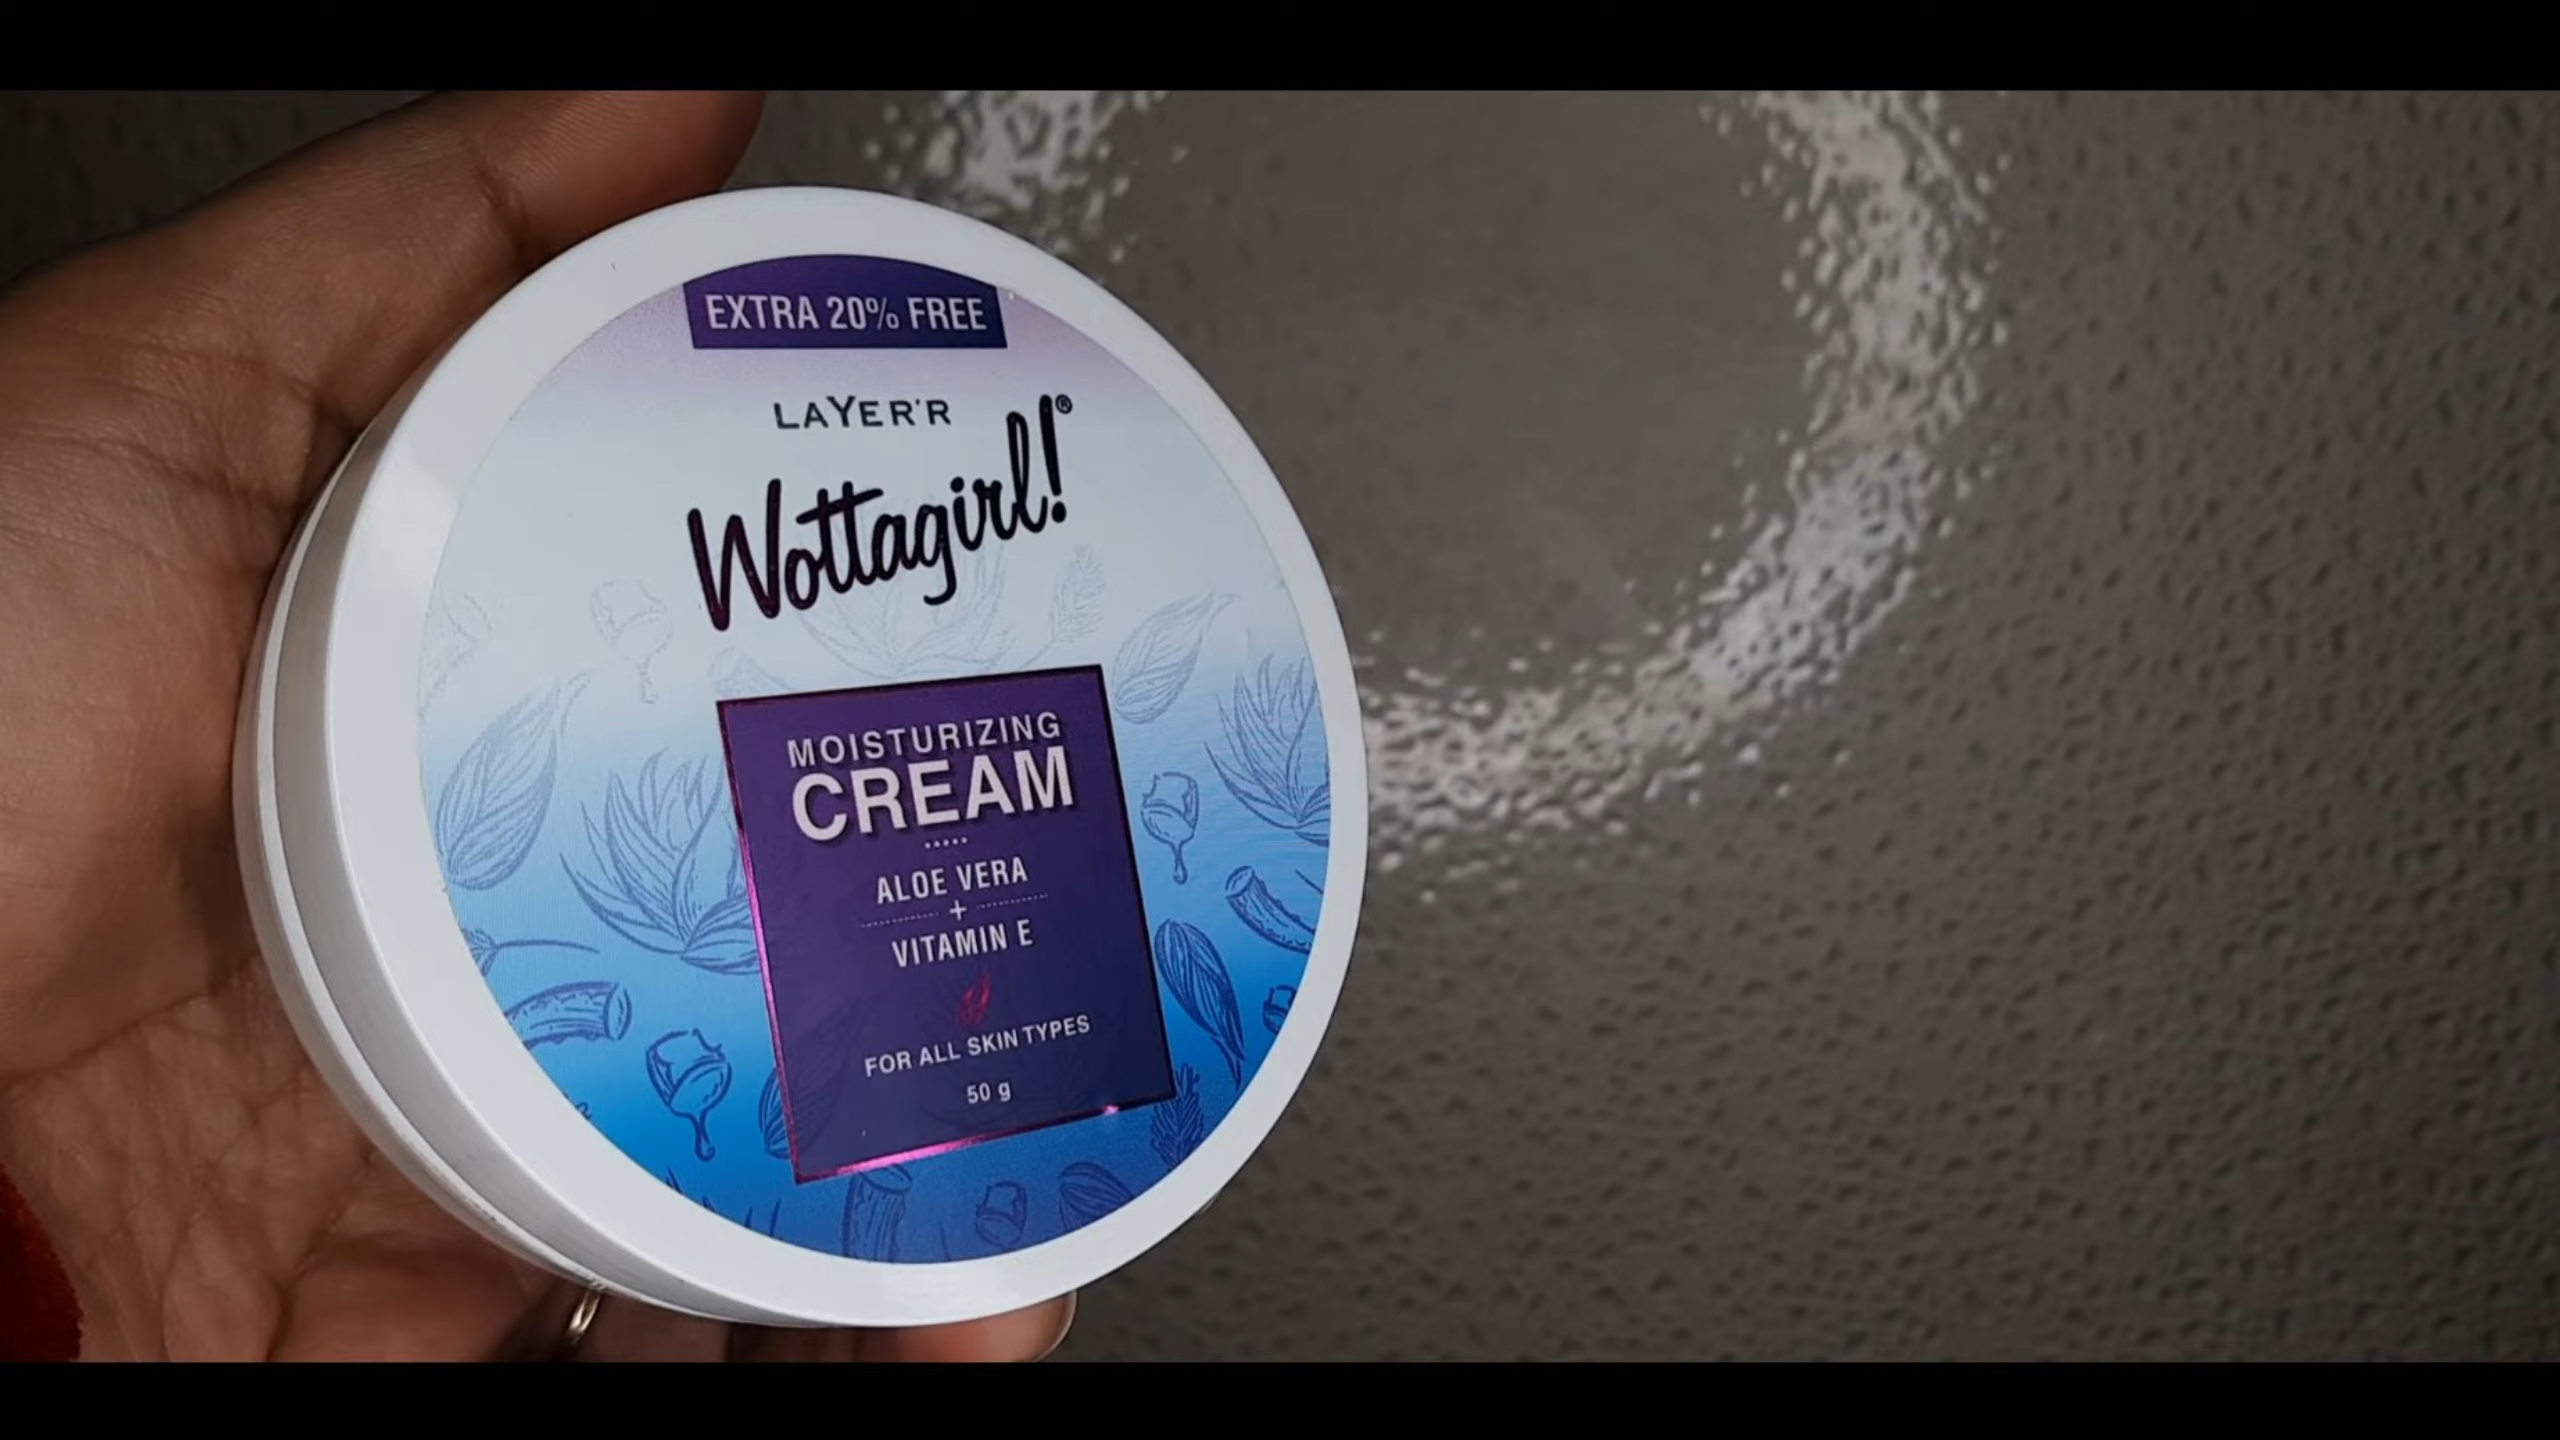 EXTRA 20% FREE
LAYER'R
Wottagirl!®
MOISTURIZING
CREAM
ALOE VERA
+
VITAMIN E
FOR ALL SKIN TYPES
50 g